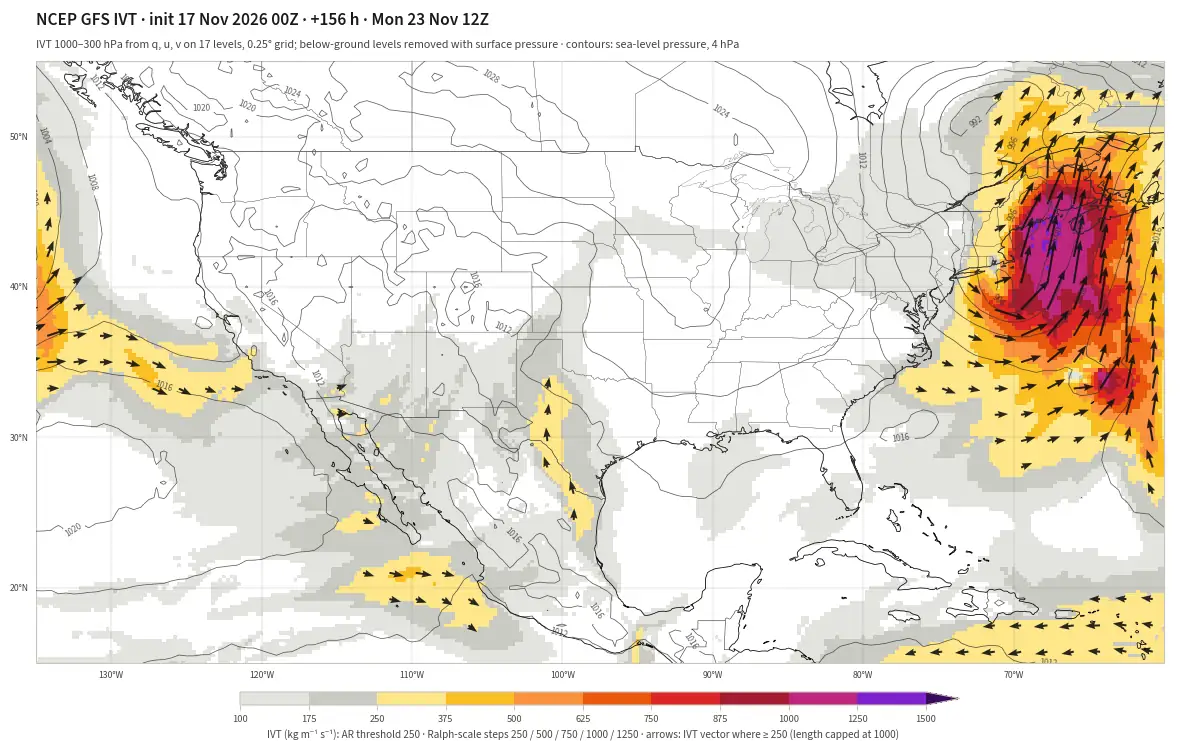 NCEP GFS IVT · init 17 Nov 2026 00Z · +156 h · Mon 23 Nov 12Z
IVT 1000–300 hPa from q, u, v on 17 levels, 0.25° grid; below-ground levels removed with surface pressure · contours: sea-level pressure, 4 hPa
1012
1020
1020
1024
1028
1024
1012
992
996
996
1004
1008
1016
1016
1016
1012
1012
1016
1016
1020
1016
1016
1012
1016
1012
50°N
40°N
30°N
20°N
130°W
120°W
110°W
100°W
90°W
80°W
70°W
100
175
250
375
500
625
750
875
1000
1250
1500
IVT (kg m⁻¹ s⁻¹): AR threshold 250 · Ralph-scale steps 250 / 500 / 750 / 1000 / 1250 · arrows: IVT vector where ≥ 250 (length capped at 1000)